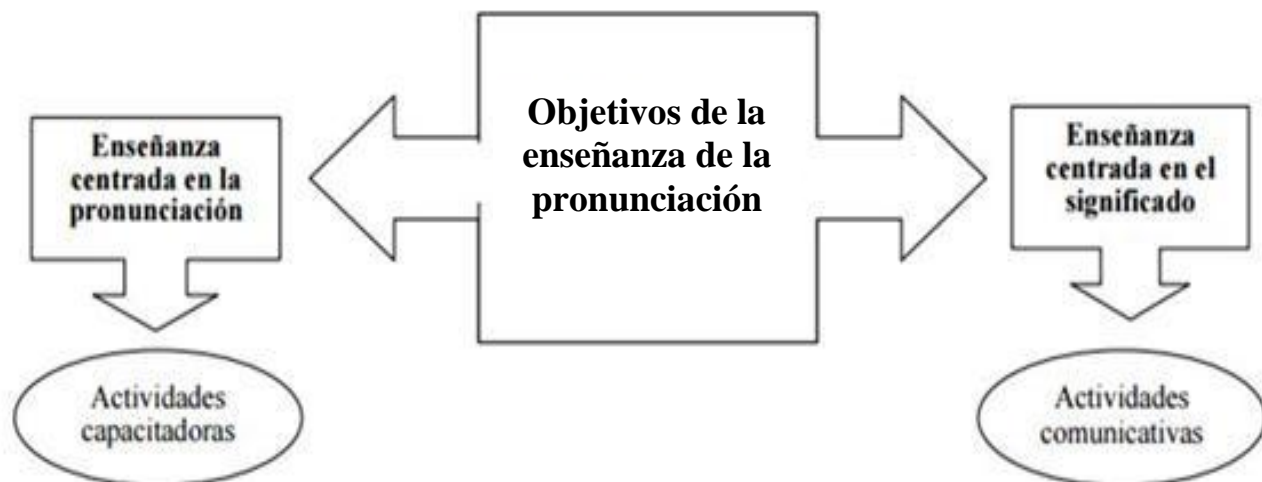 Objetivos de la
enseñanza de la
pronunciación
Enseñanza
centrada en la
pronunciación
Enseñanza
centrada en el
significado
Actividades
capacitadoras
Actividades
comunicativas